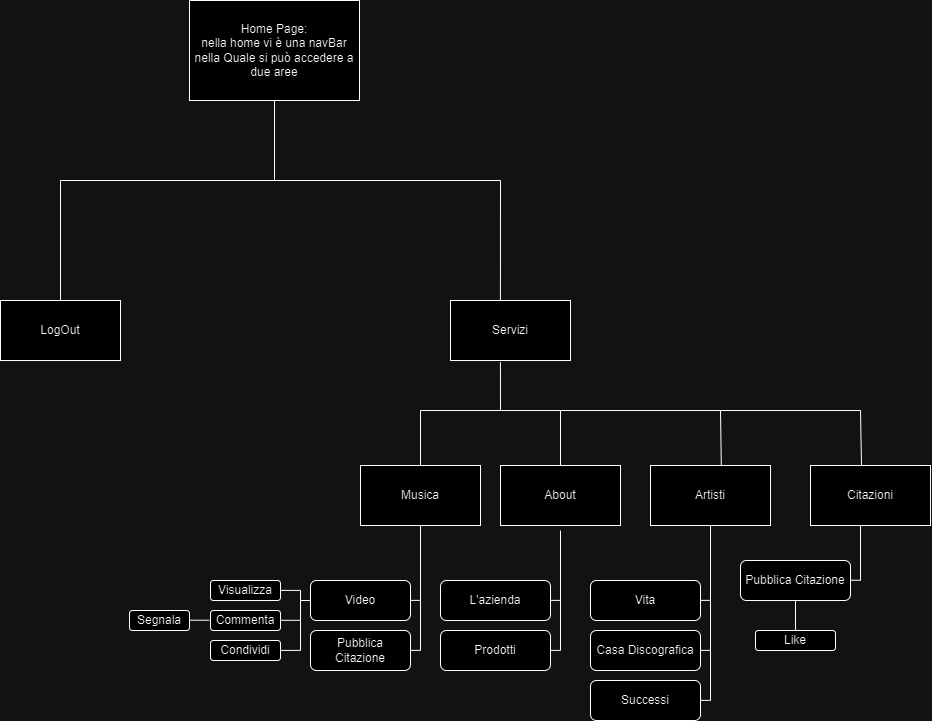 Home Page:
nella home vi è una navBar
nella Quale si può accedere a
due aree
LogOut
Servizi
Musica
About
Artisti
Citazioni
Visualizza
Video
L'azienda
Vita
Pubblica Citazione
Segnala
Commenta
Condividi
Pubblica
Citazione
Prodotti
Casa Discografica
Like
Successi